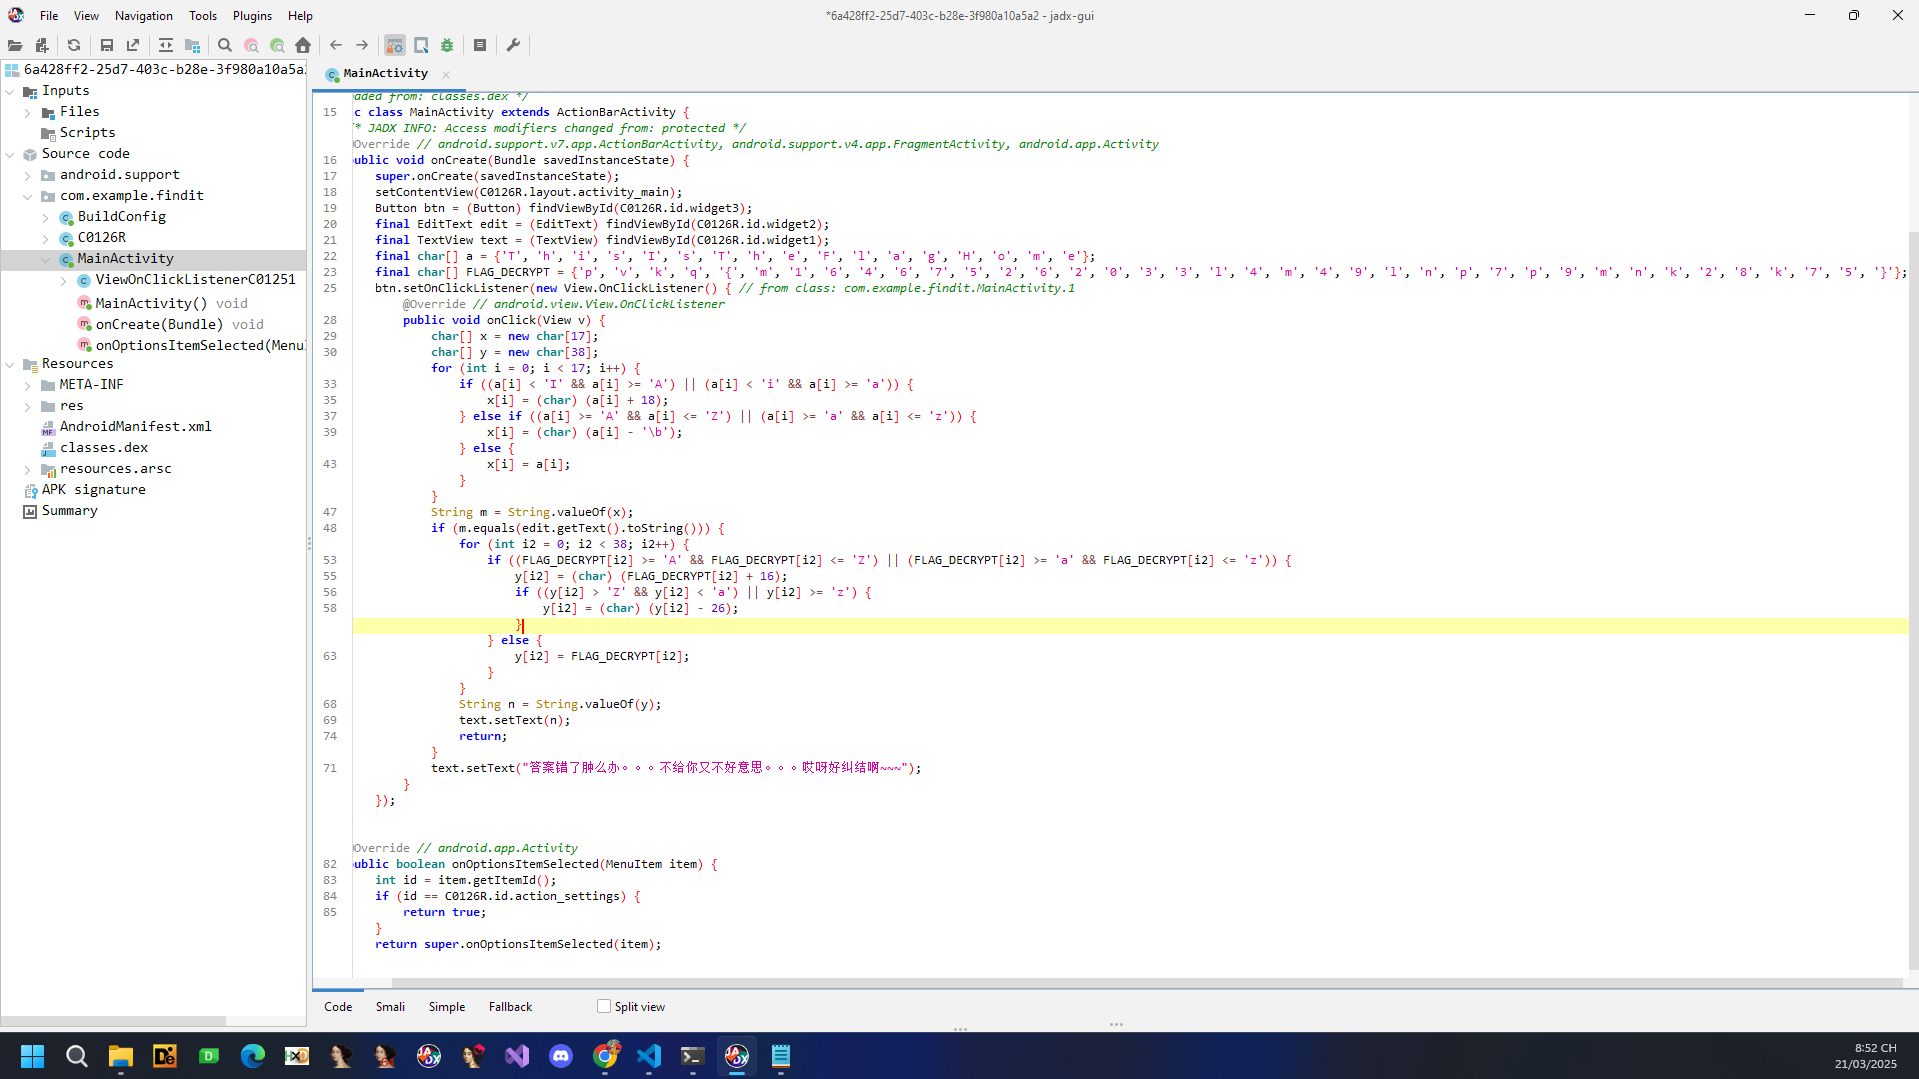 File View Navigation Tools Plugins Help
*6a428ff2-25d7-403c-b28e-3f980a10a5a2 - jadx-gui
6a428ff2-25d7-403c-b28e-3f980a10a5a
Inputs
Files
Scripts
Source code
android.support
com.example.findit
BuildConfig
C0126R
MainActivity
ViewOnClickListenerC01251
MainActivity() void
onCreate(Bundle) void
onOptionsItemSelected(Menu
Resources
META-INF
res
AndroidManifest.xml
classes.dex
resources.arsc
APK signature
Summary
MainActivity
aded from: classes.dex */
15 c class MainActivity extends ActionBarActivity {
* JADX INFO: Access modifiers changed from: protected */
Override // android.support.v7.app.ActionBarActivity, android.support.v4.app.FragmentActivity, android.app.Activity
16 ublic void onCreate(Bundle savedInstanceState) {
17 super.onCreate(savedInstanceState);
18 setContentView(C0126R.layout.activity_main);
19 Button btn = (Button) findViewById(C0126R.id.widget3);
20 final EditText edit = (EditText) findViewById(C0126R.id.widget2);
21 final TextView text = (TextView) findViewById(C0126R.id.widget1);
22 final char[] a = {'T', 'h', 'i', 's', 'I', 's', 'T', 'h', 'e', 'F', 'l', 'a', 'g', 'H', 'o', 'm', 'e'};
23 final char[] FLAG_DECRYPT = {'p', 'v', 'k', 'q', '{', 'm', '1', '6', '4', '6', '7', '5', '2', '6', '2', '0', '3', '3', 'l', '4', 'm', '4', '9', 'l', 'n', 'p', '7', 'p', '9', 'm', 'n', 'k', '2', '8', 'k', '7', '5', '}'};
25 btn.setOnClickListener(new View.OnClickListener() { // from class: com.example.findit.MainActivity.1
@Override // android.view.View.OnClickListener
28 public void onClick(View v) {
29 char[] x = new char[17];
30 char[] y = new char[38];
for (int i = 0; i < 17; i++) {
33 if ((a[i] < 'I' && a[i] >= 'A') || (a[i] < 'i' && a[i] >= 'a')) {
35 x[i] = (char) (a[i] + 18);
37 } else if ((a[i] >= 'A' && a[i] <= 'Z') || (a[i] >= 'a' && a[i] <= 'z')) {
39 x[i] = (char) (a[i] - '\b');
} else {
43 x[i] = a[i];
}
}
47 String m = String.valueOf(x);
48 if (m.equals(edit.getText().toString())) {
for (int i2 = 0; i2 < 38; i2++) {
53 if ((FLAG_DECRYPT[i2] >= 'A' && FLAG_DECRYPT[i2] <= 'Z') || (FLAG_DECRYPT[i2] >= 'a' && FLAG_DECRYPT[i2] <= 'z')) {
55 y[i2] = (char) (FLAG_DECRYPT[i2] + 16);
56 if ((y[i2] > 'Z' && y[i2] < 'a') || y[i2] >= 'z') {
58 y[i2] = (char) (y[i2] - 26);
}
} else {
63 y[i2] = FLAG_DECRYPT[i2];
}
}
68 String n = String.valueOf(y);
69 text.setText(n);
74 return;
}
71 text.setText("答案错了肿么办。。。不给你又不好意思。。。哎呀好纠结啊~~~");
}
});
Override // android.app.Activity
82 ublic boolean onOptionsItemSelected(MenuItem item) {
83 int id = item.getItemId();
84 if (id == C0126R.id.action_settings) {
85 return true;
}
return super.onOptionsItemSelected(item);
Code Smali Simple Fallback Split view
8:52 CH
21/03/2025